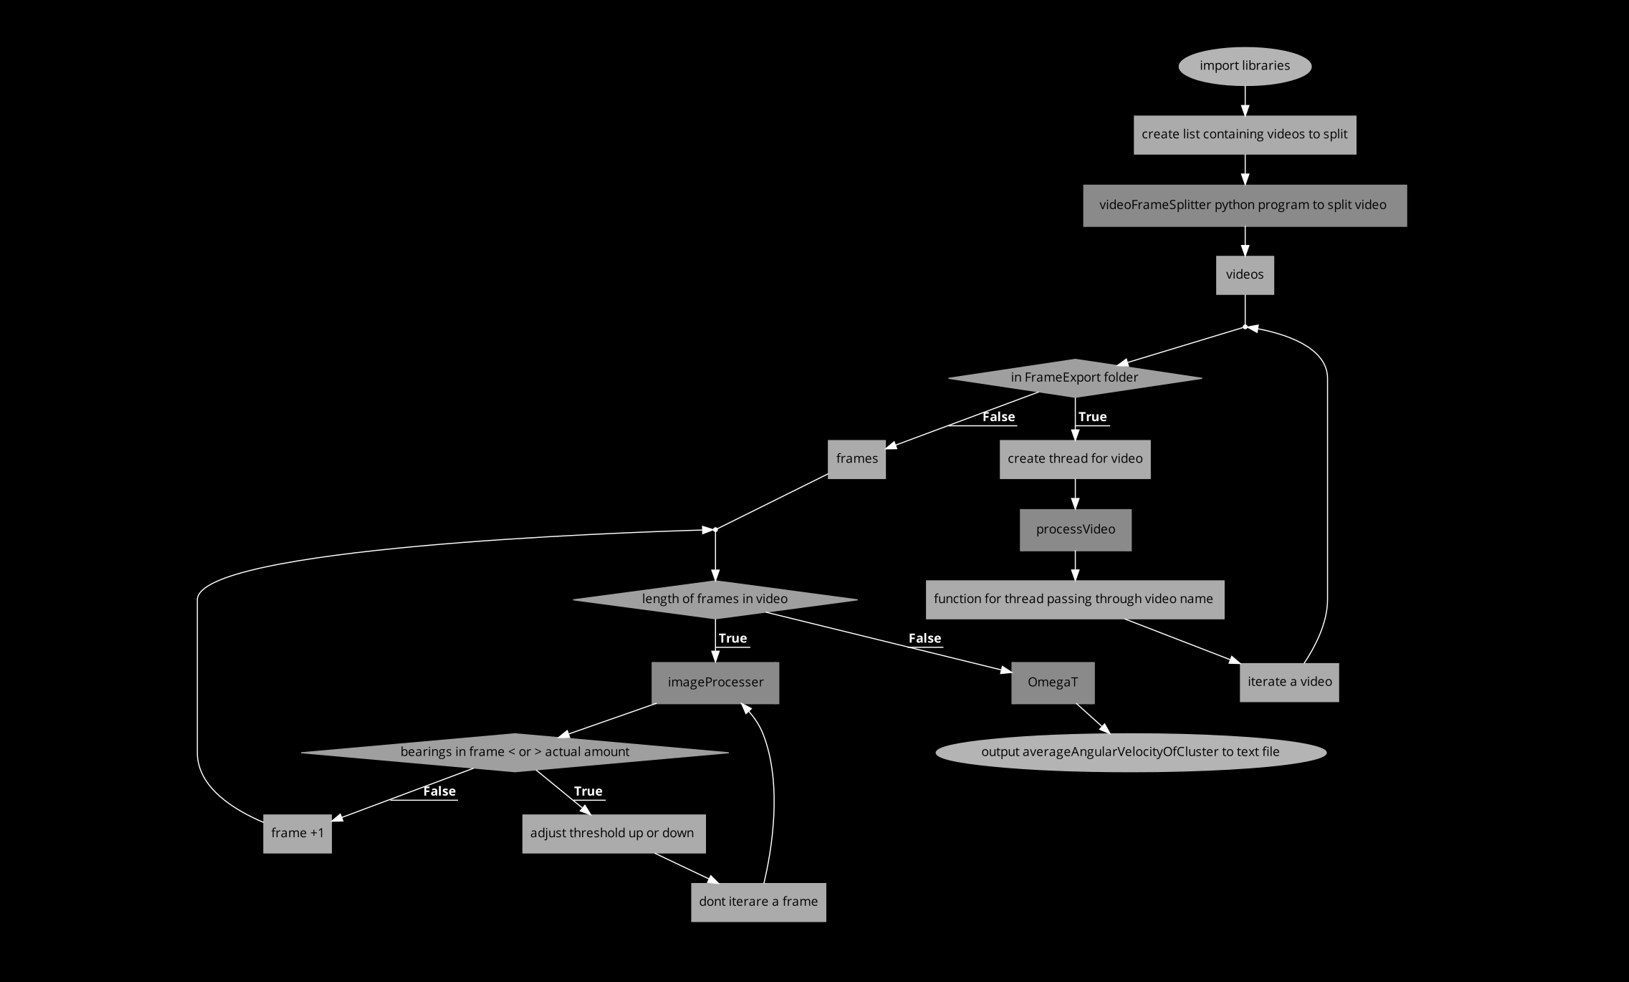 import libraries
create list containing videos to split
videoFrameSplitter python program to split video
videos
in FrameExport folder
False
True
frames
create thread for video
processVideo
length of frames in video
function for thread passing through video name
True
False
imageProcesser
OmegaT
iterate a video
bearings in frame < or > actual amount
output averageAngularVelocityOfCluster to text file
False
True
frame +1
adjust threshold up or down
dont iterare a frame